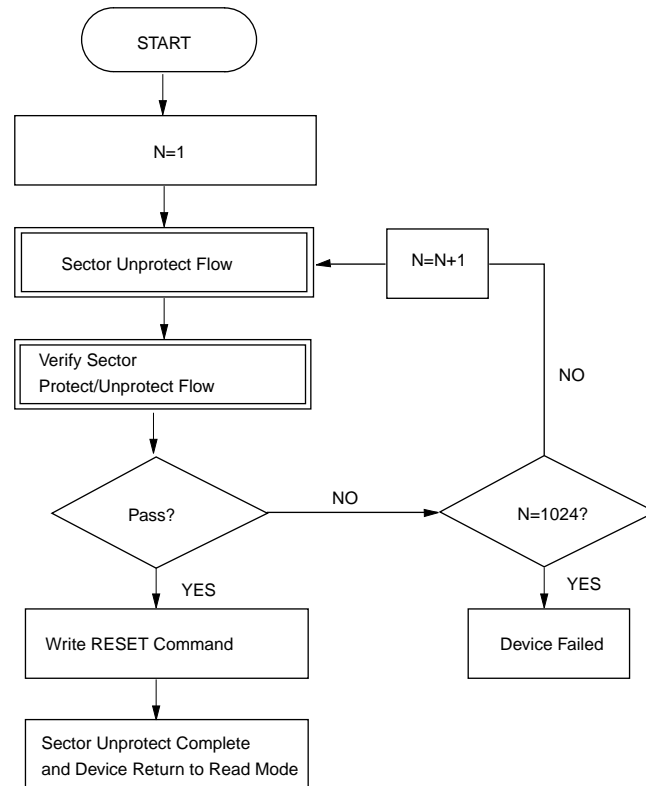 START
N=1
Sector Unprotect Flow
N=N+1
Verify Sector
Protect/Unprotect Flow
NO
Pass?
NO
N=1024?
YES
YES
Write RESET Command
Device Failed
Sector Unprotect Complete
and Device Return to Read Mode